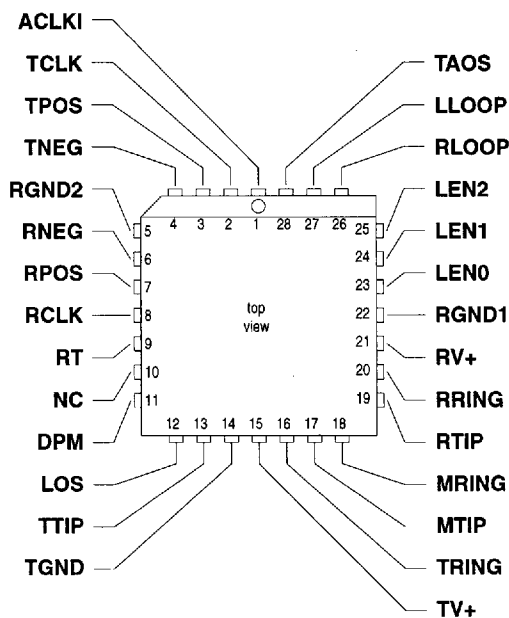 ACLKI
TCLK
TPOS
TNEG
RGND2
RNEG
RPOS
RCLK
RT
NC
DPM
LOS
TTIP
TGND
TAOS
LLOOP
RLOOP
LEN2
LEN1
LEN0
RGND1
RV+
RRING
RTIP
MRING
MTIP
TRING
TV+
4 3 2 1 28 27 26
5
6
7
8
9
10
11
25
24
23
22
21
20
19
top
view
12 13 14 15 16 17 18